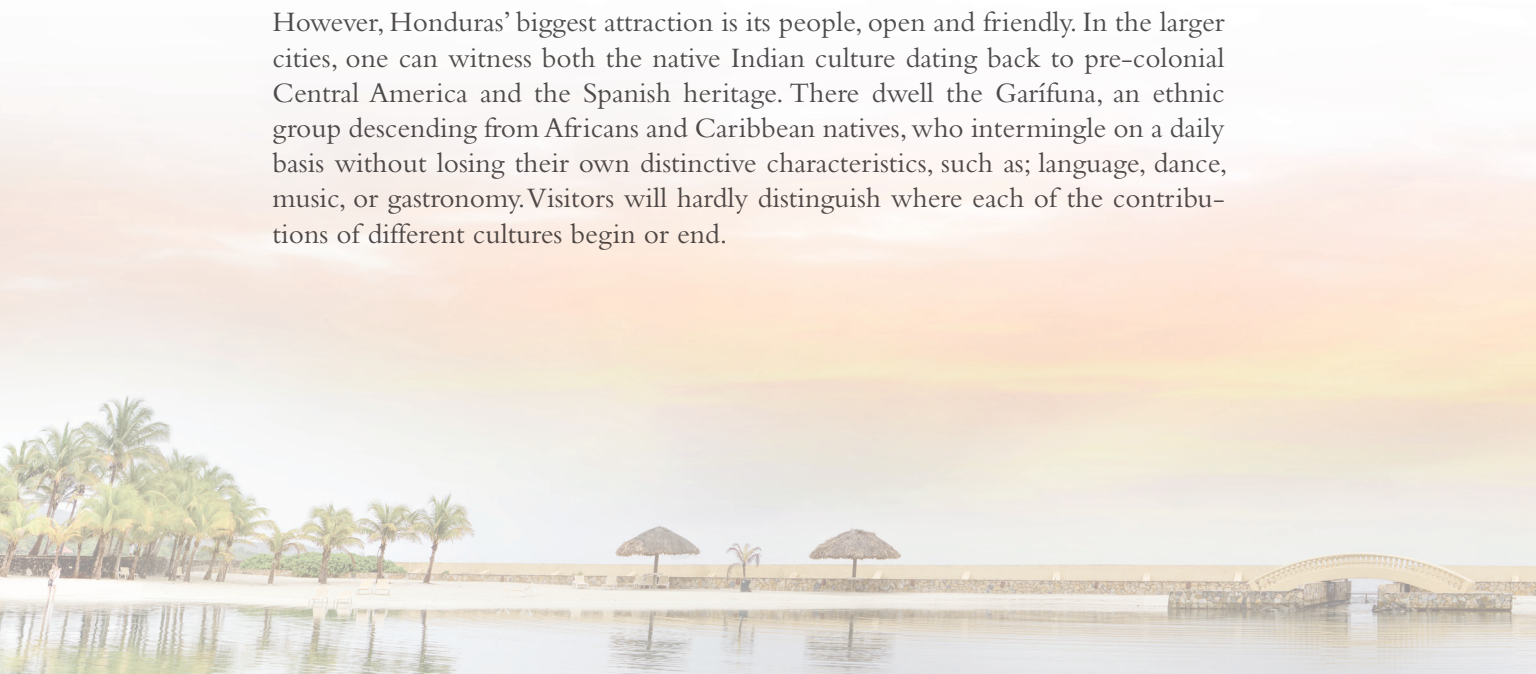 However, Honduras’ biggest attraction is its people, open and friendly. In the larger
cities, one can witness both the native Indian culture dating back to pre-colonial
Central America and the Spanish heritage. There dwell the Garífuna, an ethnic
group descending from Africans and Caribbean natives, who intermingle on a daily
basis without losing their own distinctive characteristics, such as; language, dance,
music, or gastronomy. Visitors will hardly distinguish where each of the contribu-
tions of different cultures begin or end.